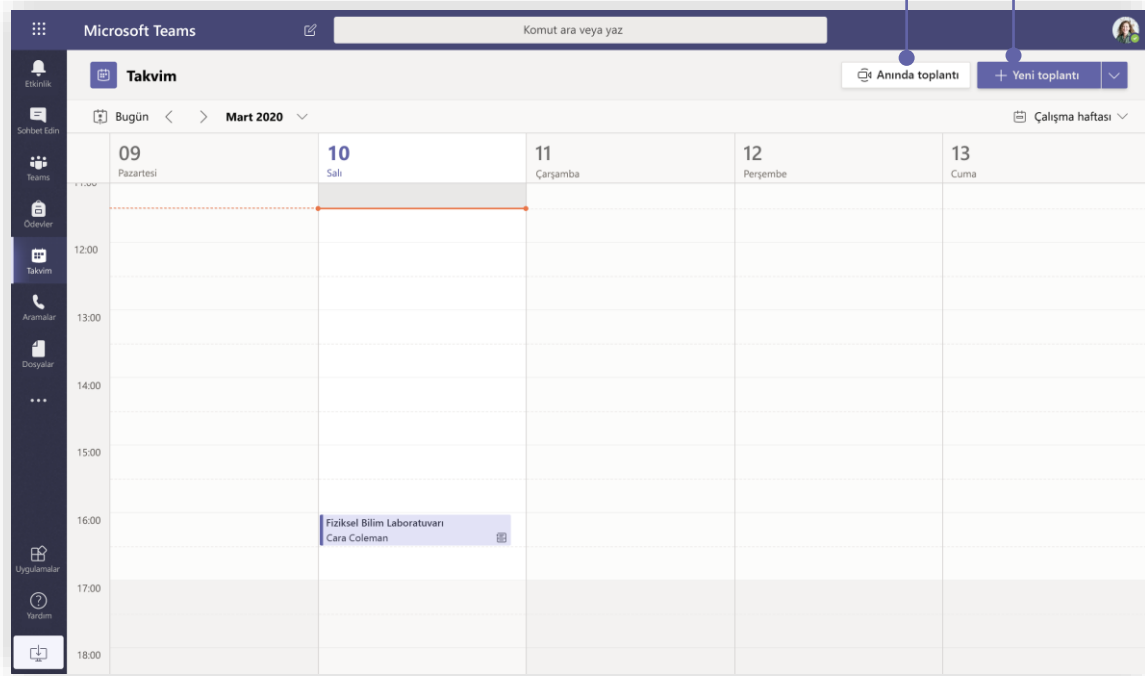 Microsoft Teams
Komut ara veya yaz
Etkinlik
Sohbet Edin
Teams
Ödevler
Takvim
Aramalar
Dosyalar
Uygulamalar
Yardım
Takvim
Anında toplantı
Yeni toplantı
Bugün
Mart 2020
Çalışma haftası
09
Pazartesi
10
Salı
11
Çarşamba
12
Perşembe
13
Cuma
11:00
12:00
13:00
14:00
15:00
16:00
Fiziksel Bilim Laboratuvarı
Cara Coleman
17:00
18:00